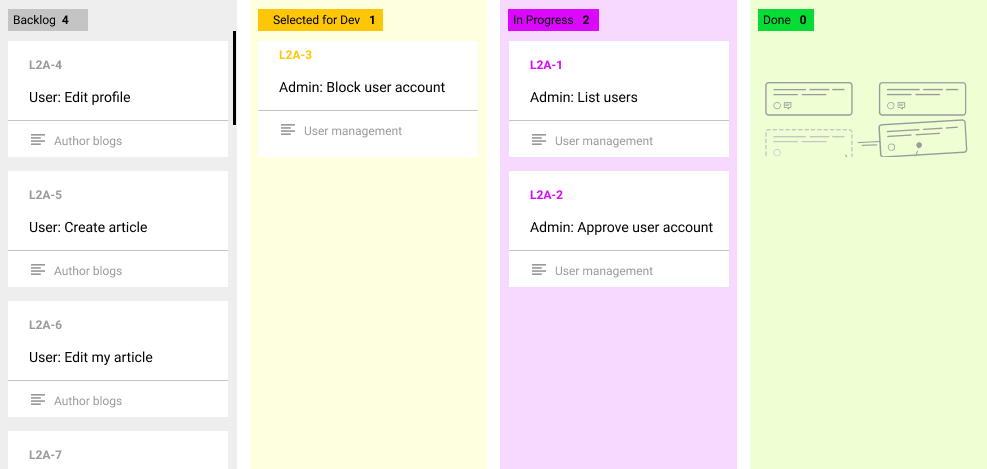 Backlog 4
L2A-4
User: Edit profile
Author blogs
L2A-5
User: Create article
Author blogs
L2A-6
User: Edit my article
Author blogs
L2A-7
Selected for Dev 1
L2A-3
Admin: Block user account
User management
In Progress 2
L2A-1
Admin: List users
User management
L2A-2
Admin: Approve user account
User management
Done 0